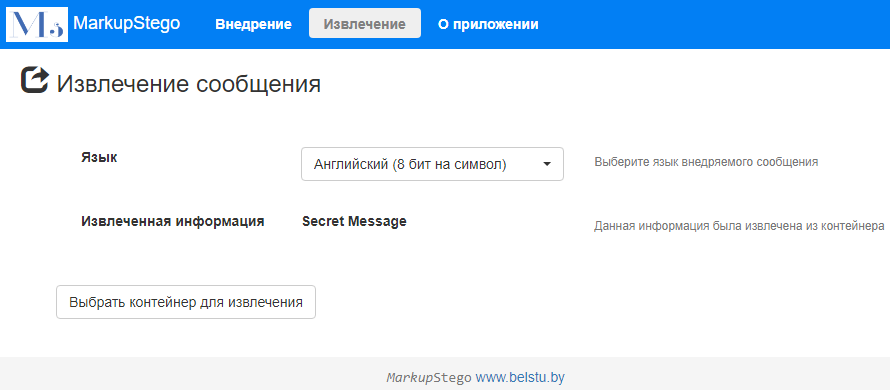 M3 MarkupStego Внедрение Извлечение О приложении
Извлечение сообщения
Язык Английский (8 бит на символ) Выберите язык внедряемого сообщения
Извлеченная информация Secret Message Данная информация была извлечена из контейнера
Выбрать контейнер для извлечения
MarkupStego www.belstu.by